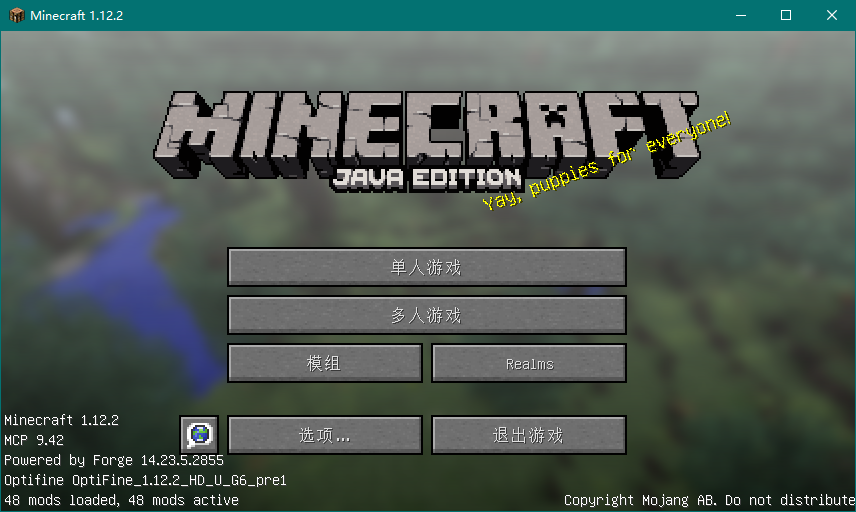 Minecraft 1.12.2
MINECRAFT
JAVA EDITION
Yay, puppies for everyone!
单人游戏
多人游戏
模组
Realms
选项...
退出游戏
Minecraft 1.12.2
MCP 9.42
Powered by Forge 14.23.5.2855
Optifine OptiFine_1.12.2_HD_U_G6_pre1
48 mods loaded, 48 mods active
Copyright Mojang AB. Do not distribute